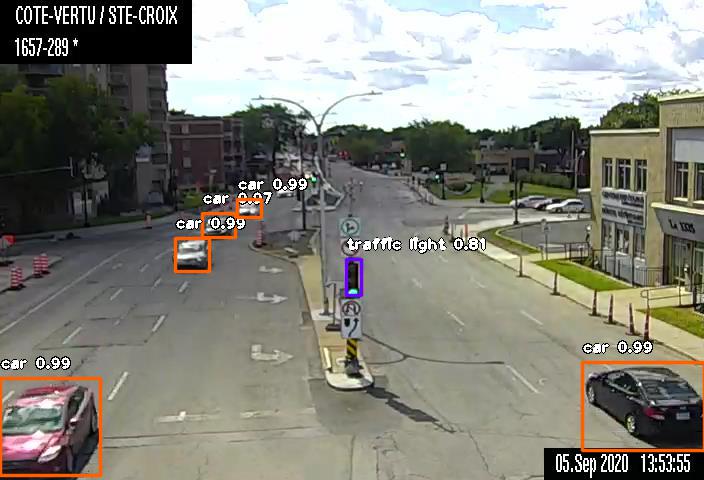 COTE-VERTU / STE-CROIX
1657-289 *
car 0.99
car 0.97
car 0.99
traffic light 0.81
car 0.99
car 0.99
05.Sep 2020 13:53:55